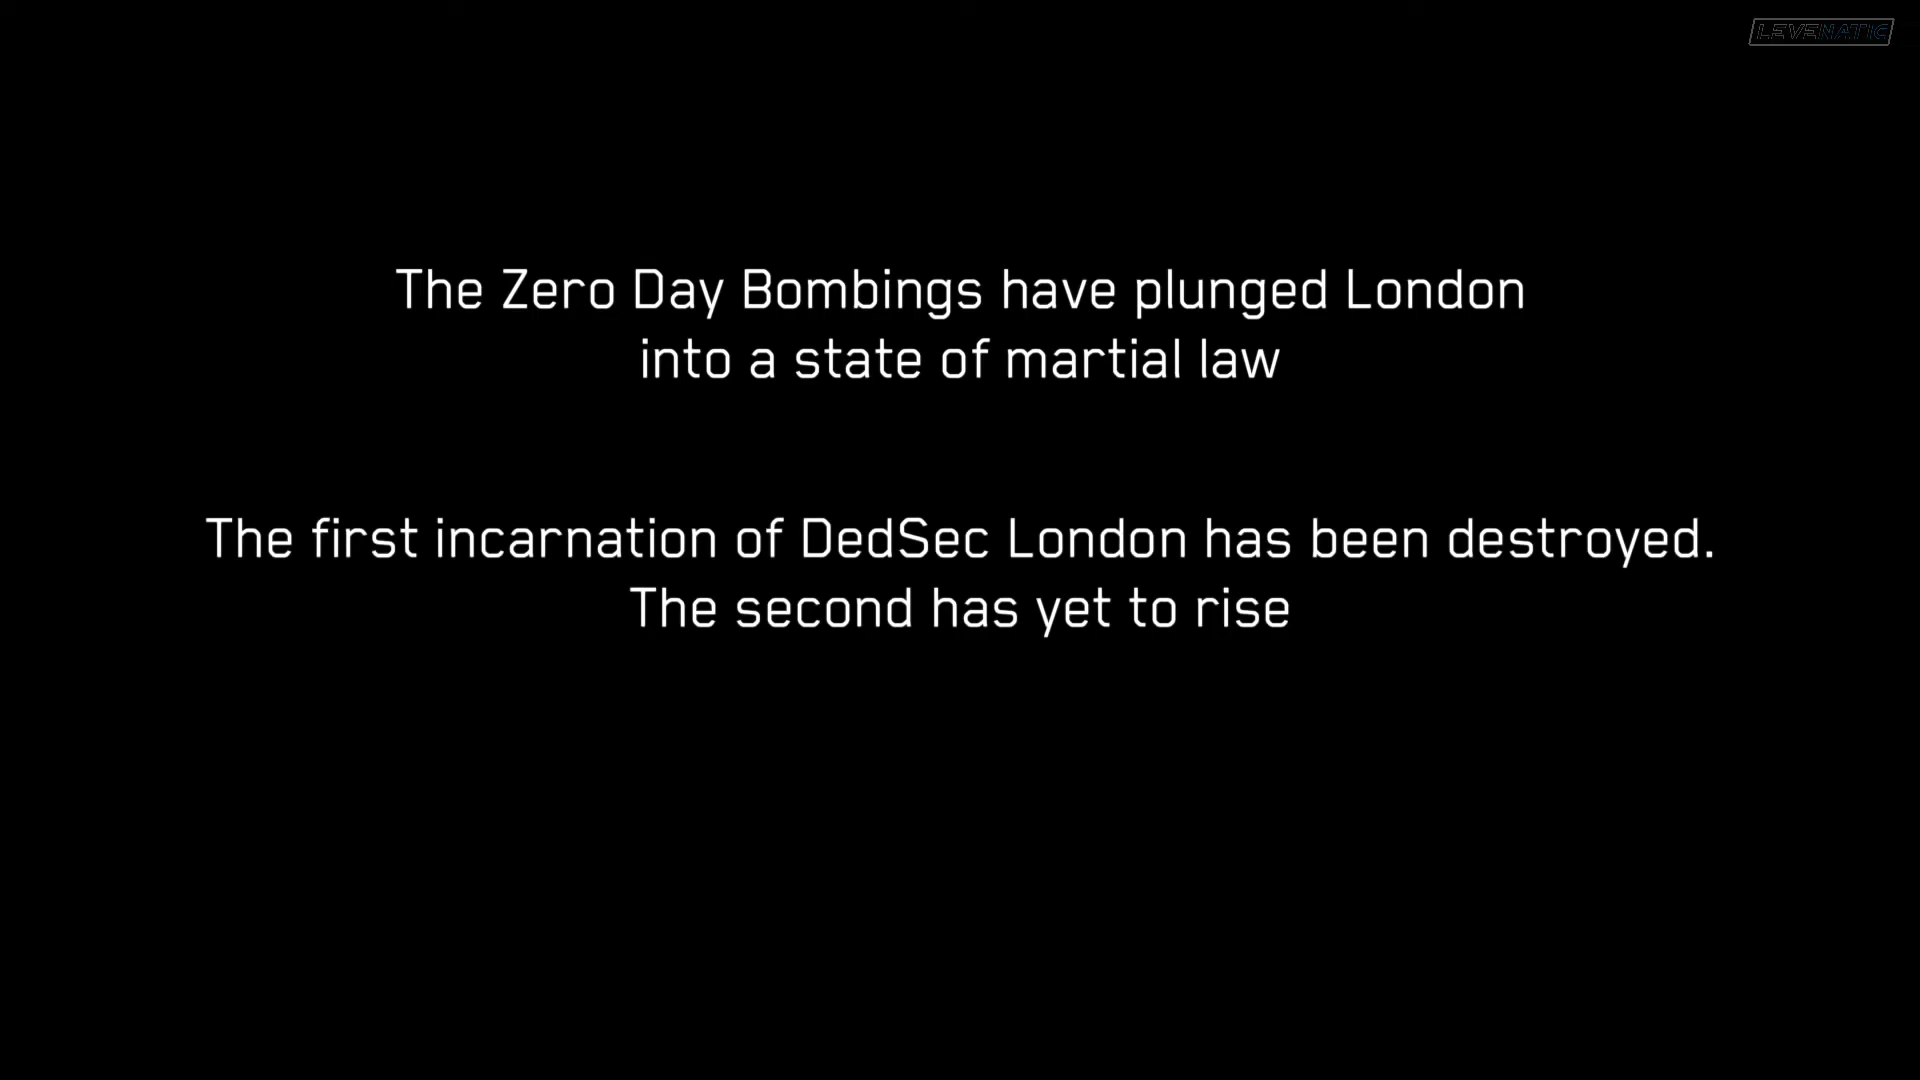 LEVENATIC
The Zero Day Bombings have plunged London
into a state of martial law
The first incarnation of DedSec London has been destroyed.
The second has yet to rise